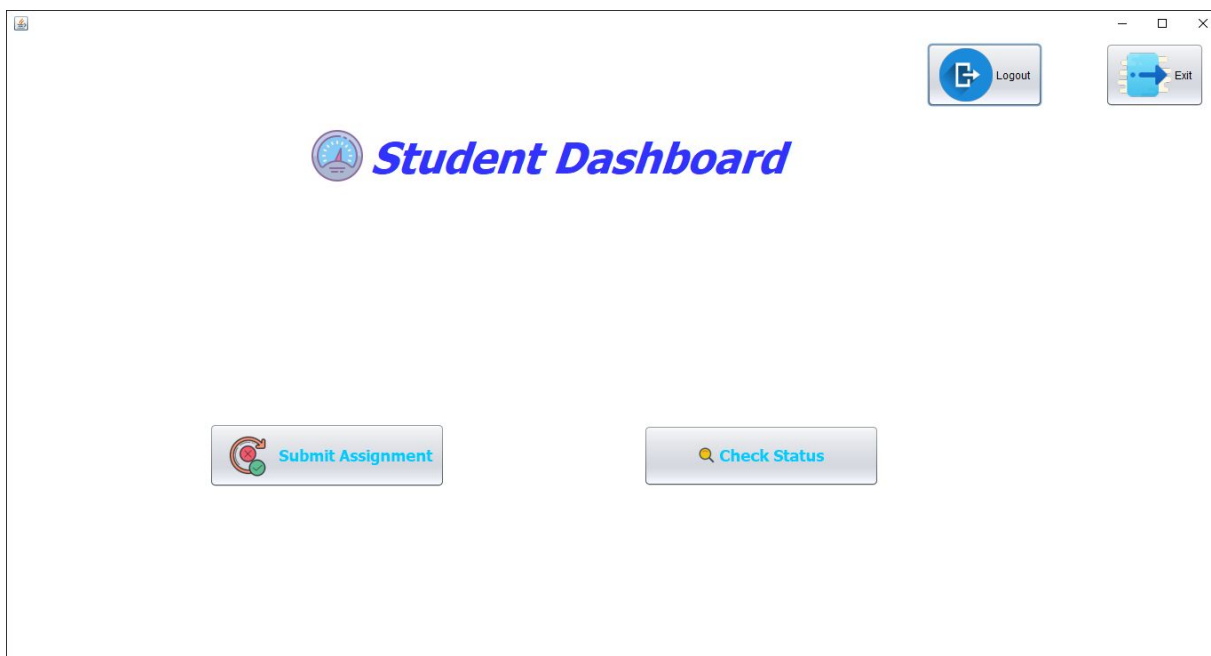 Logout
Exit
Student Dashboard
Submit Assignment
Check Status